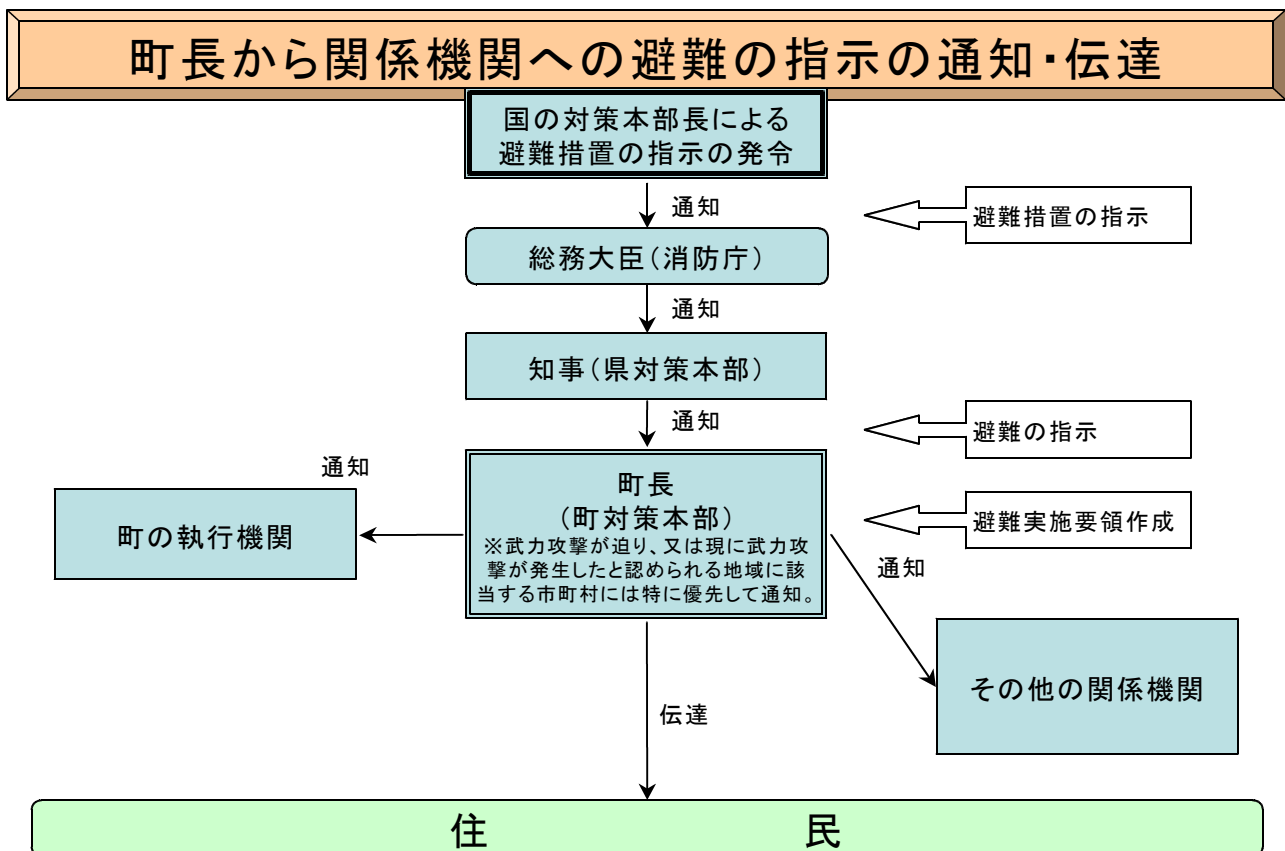 町長から関係機関への避難の指示の通知・伝達
国の対策本部長による
避難措置の指示の発令
通知
避難措置の指示
総務大臣(消防庁)
通知
知事(県対策本部)
通知
避難の指示
通知
町の執行機関
町長
(町対策本部)
※武力攻撃が迫り、又は現に武力攻
撃が発生したと認められる地域に該
当する市町村には特に優先して通知。
避難実施要領作成
通知
その他の関係機関
伝達
住 民